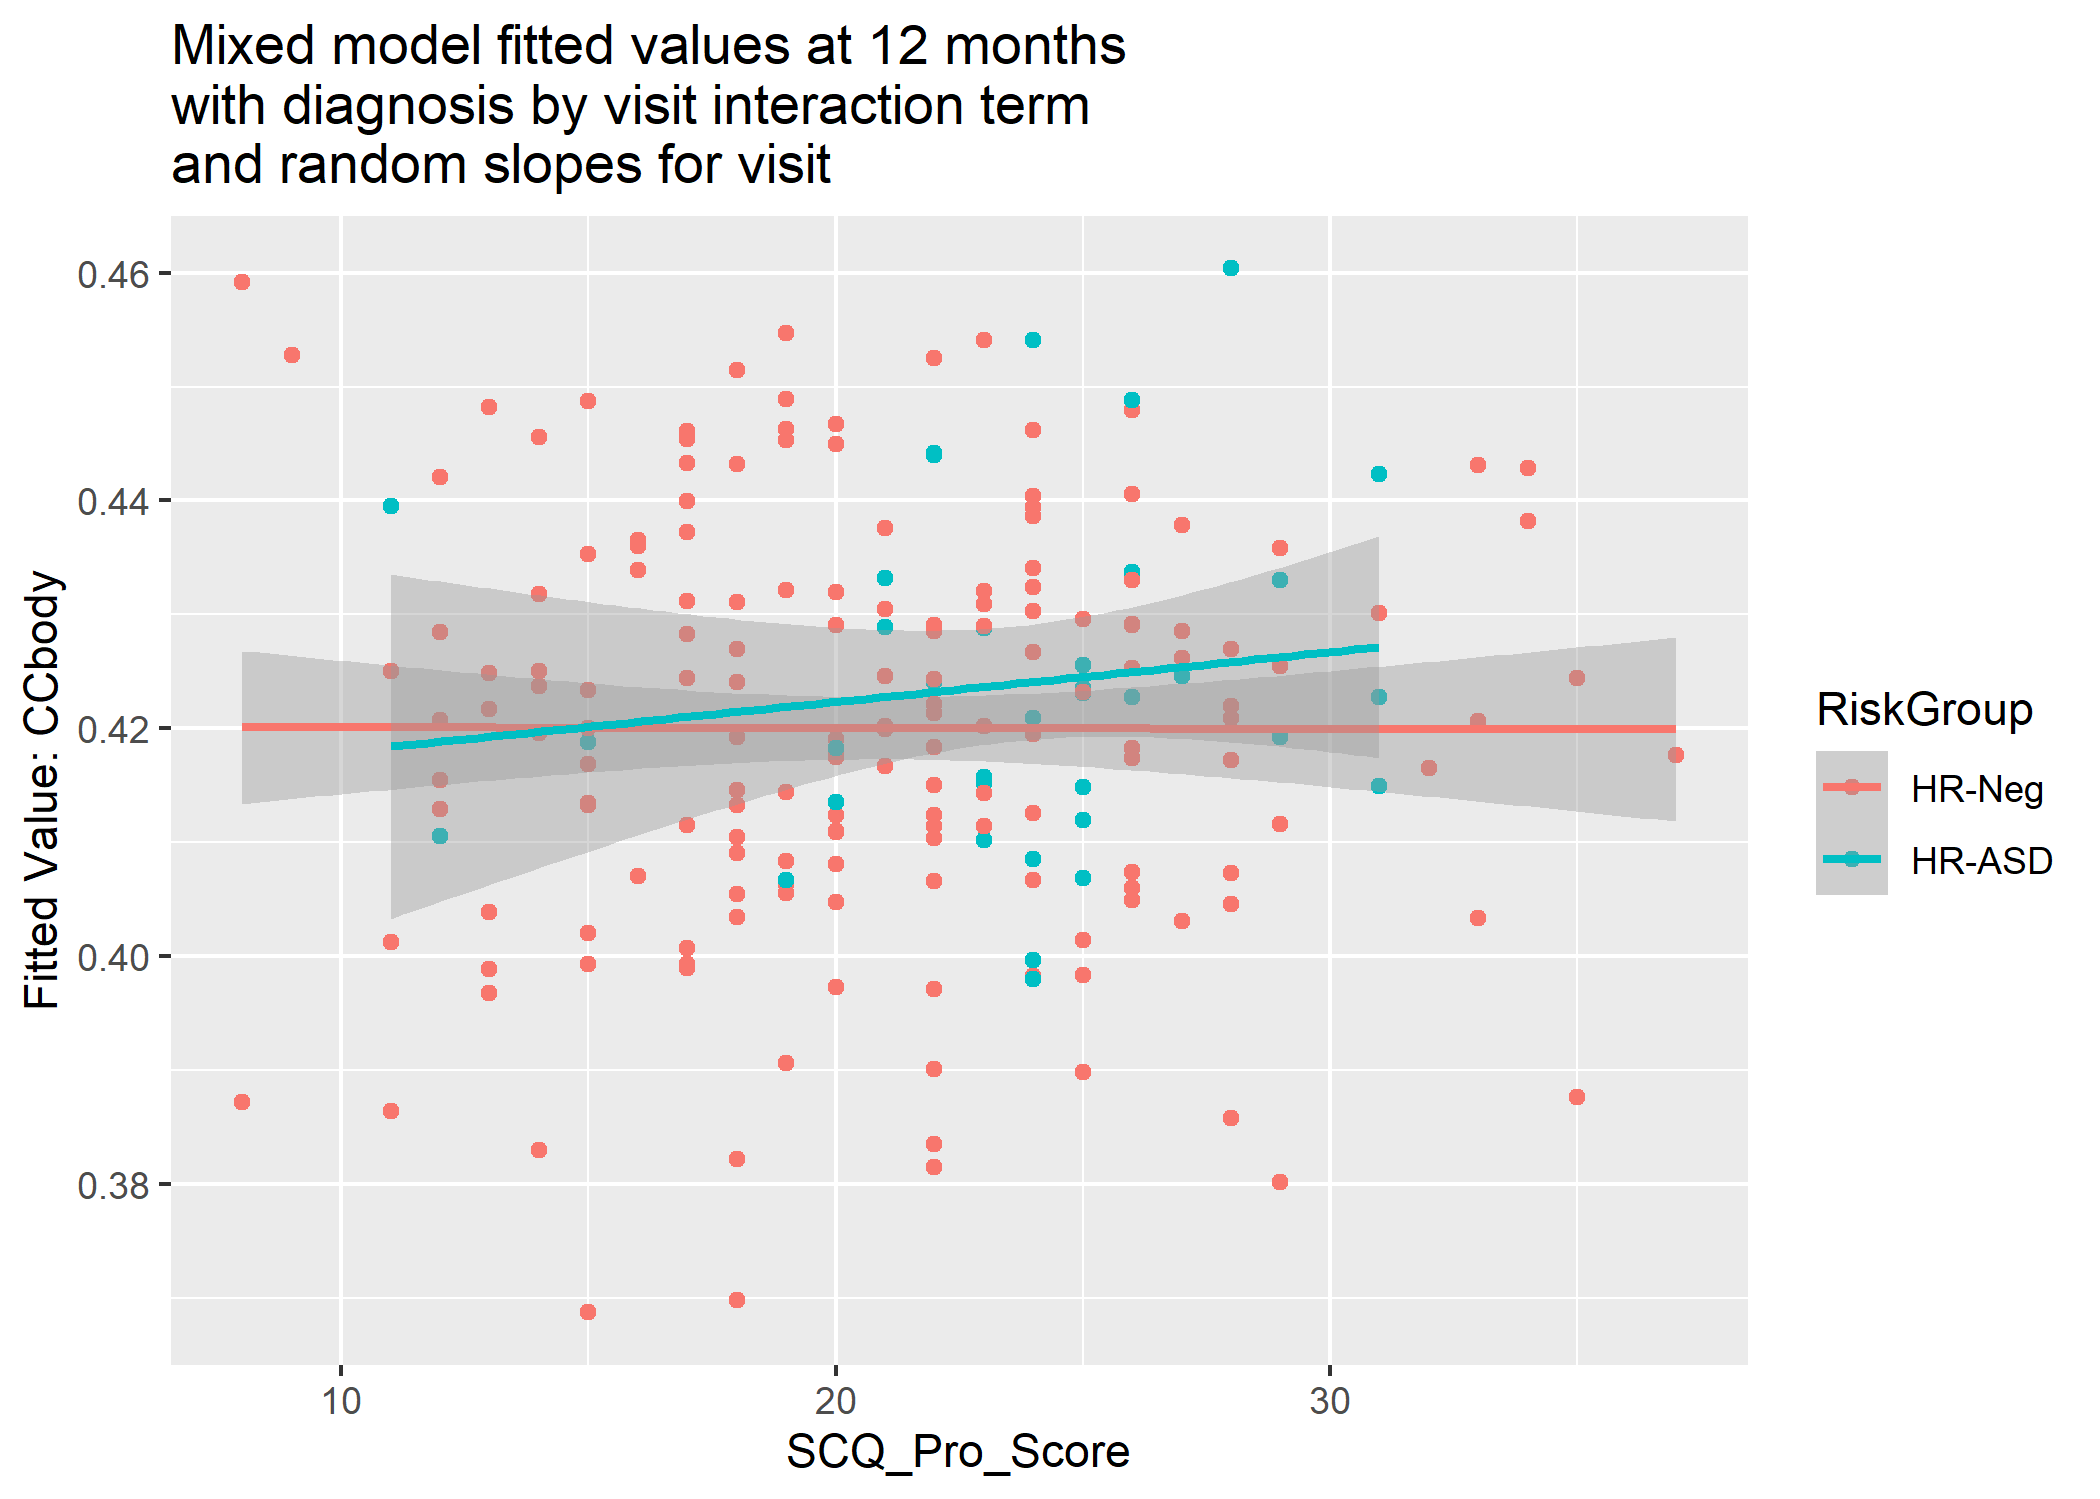 Mixed model fitted values at 12 months
with diagnosis by visit interaction term
and random slopes for visit
0.46
0.44
0.42
0.40
0.38
Fitted Value: CCbody
10
20
30
SCQ_Pro_Score
RiskGroup
HR-Neg
HR-ASD